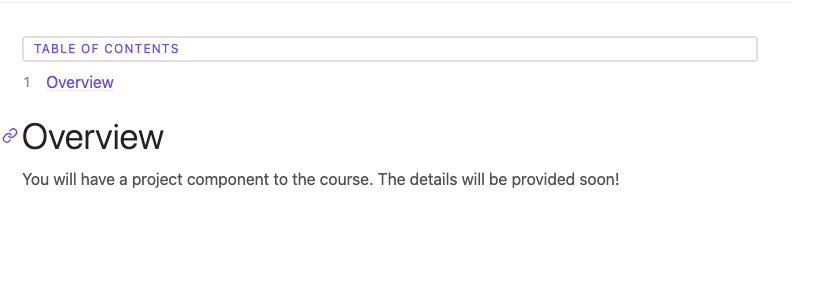 TABLE OF CONTENTS
1 Overview
Overview
You will have a project component to the course. The details will be provided soon!